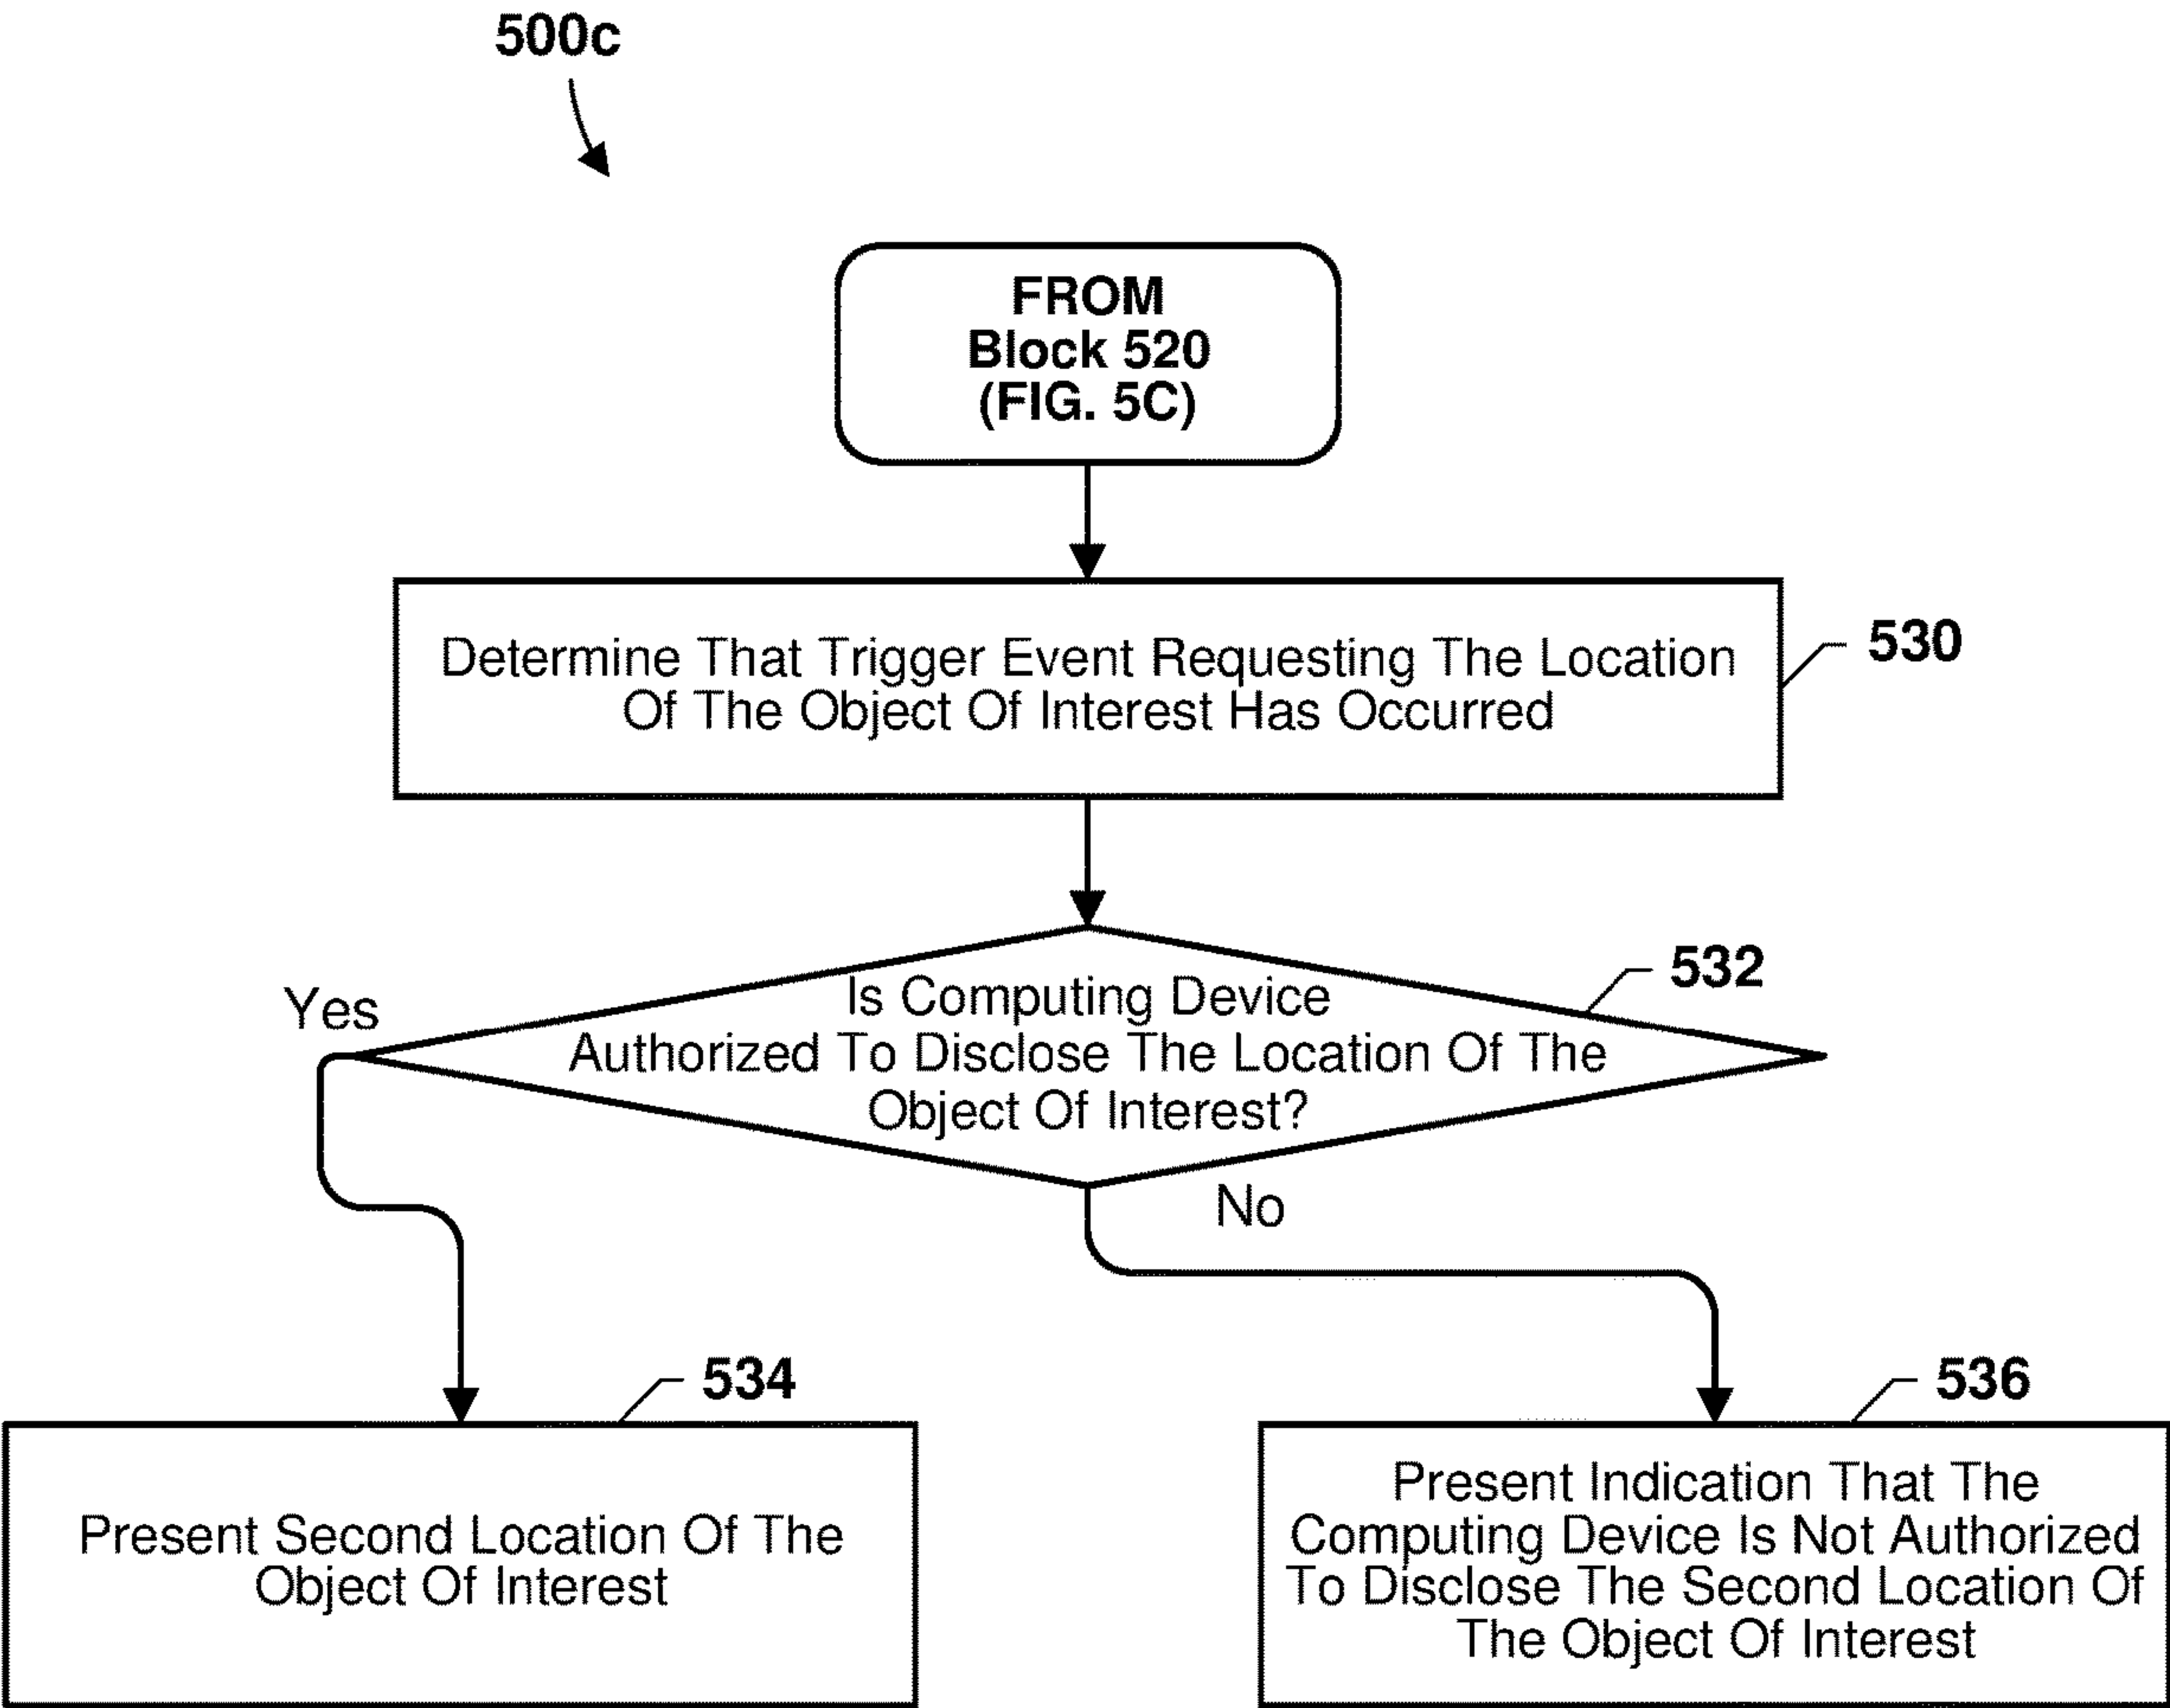 500c
FROM
Block 520
(FIG. 5C)
Determine That Trigger Event Requesting The Location
Of The Object Of Interest Has Occurred
530
Is Computing Device
Authorized To Disclose The Location Of The
Object Of Interest?
532
Yes
No
534
Present Second Location Of The
Object Of Interest
536
Present Indication That The
Computing Device Is Not Authorized
To Disclose The Second Location Of
The Object Of Interest